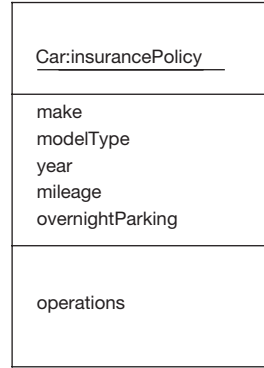 Car:insurancePolicy
make
modelType
year
mileage
overnightParking
operations